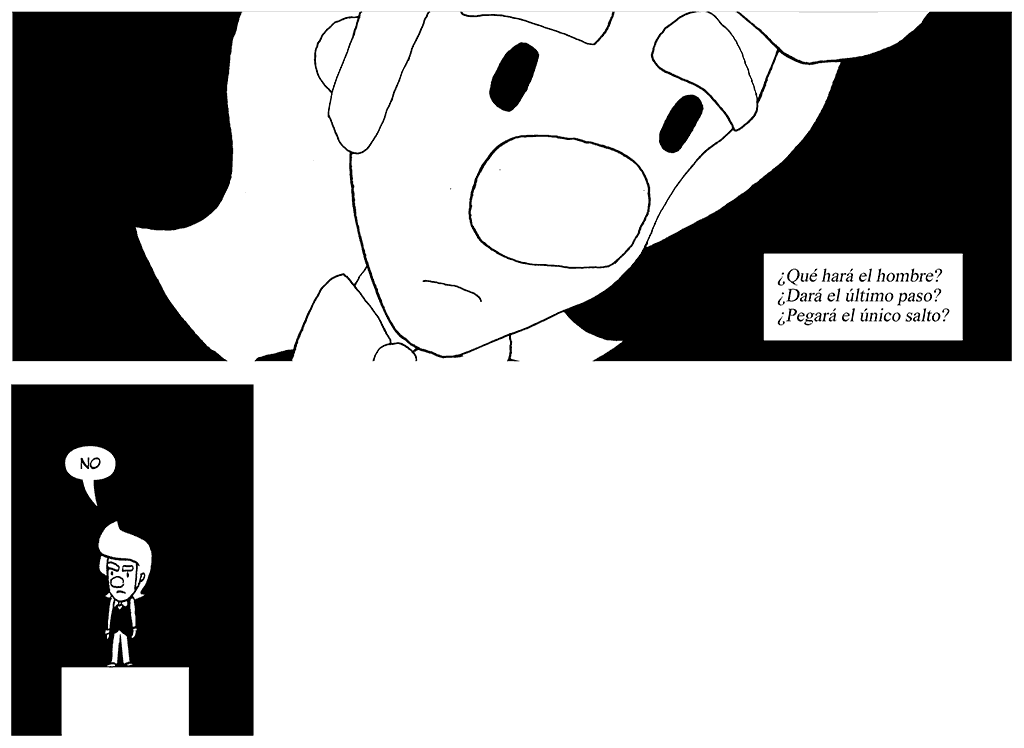 ¿Qué hará el hombre?
¿Dará el último paso?
¿Pegará el único salto?
NO